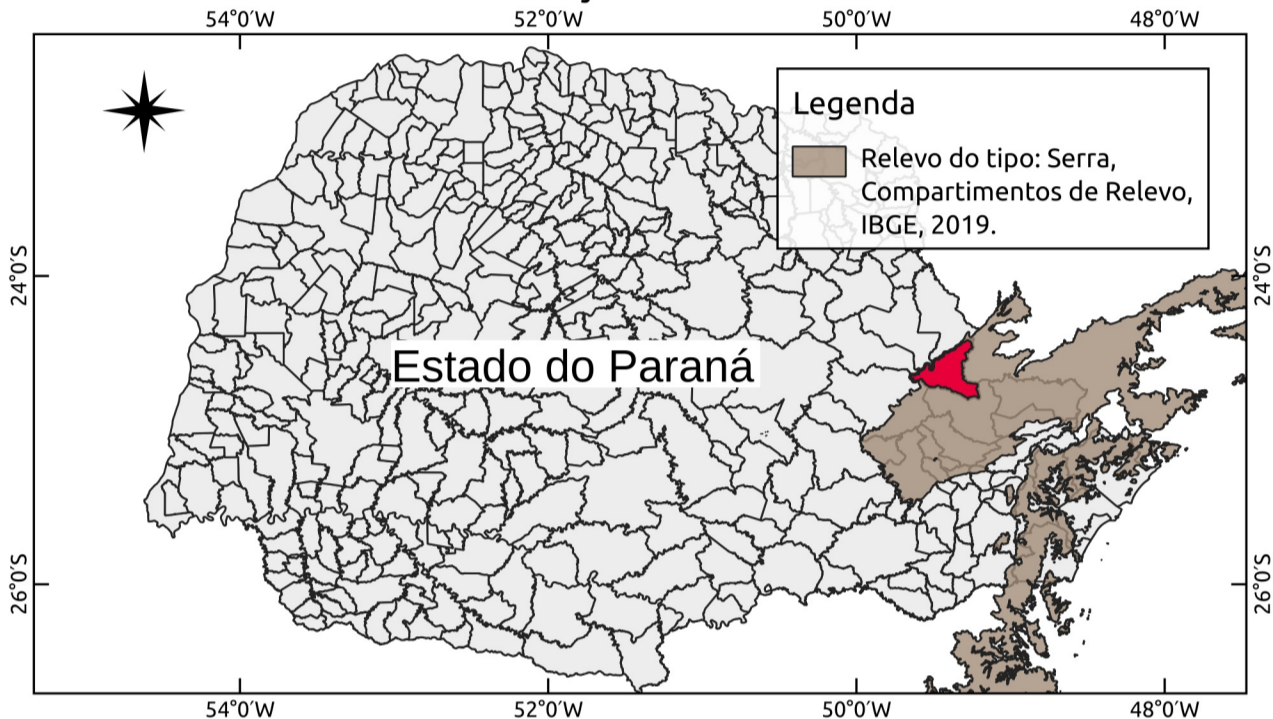 54°0′W 52°0′W 50°0′W 48°0′W
Legenda
Relevo do tipo: Serra,
Compartimentos de Relevo,
IBGE, 2019.
24°0′S 24°0′S
Estado do Paraná
26°0′S 26°0′S
54°0′W 52°0′W 50°0′W 48°0′W